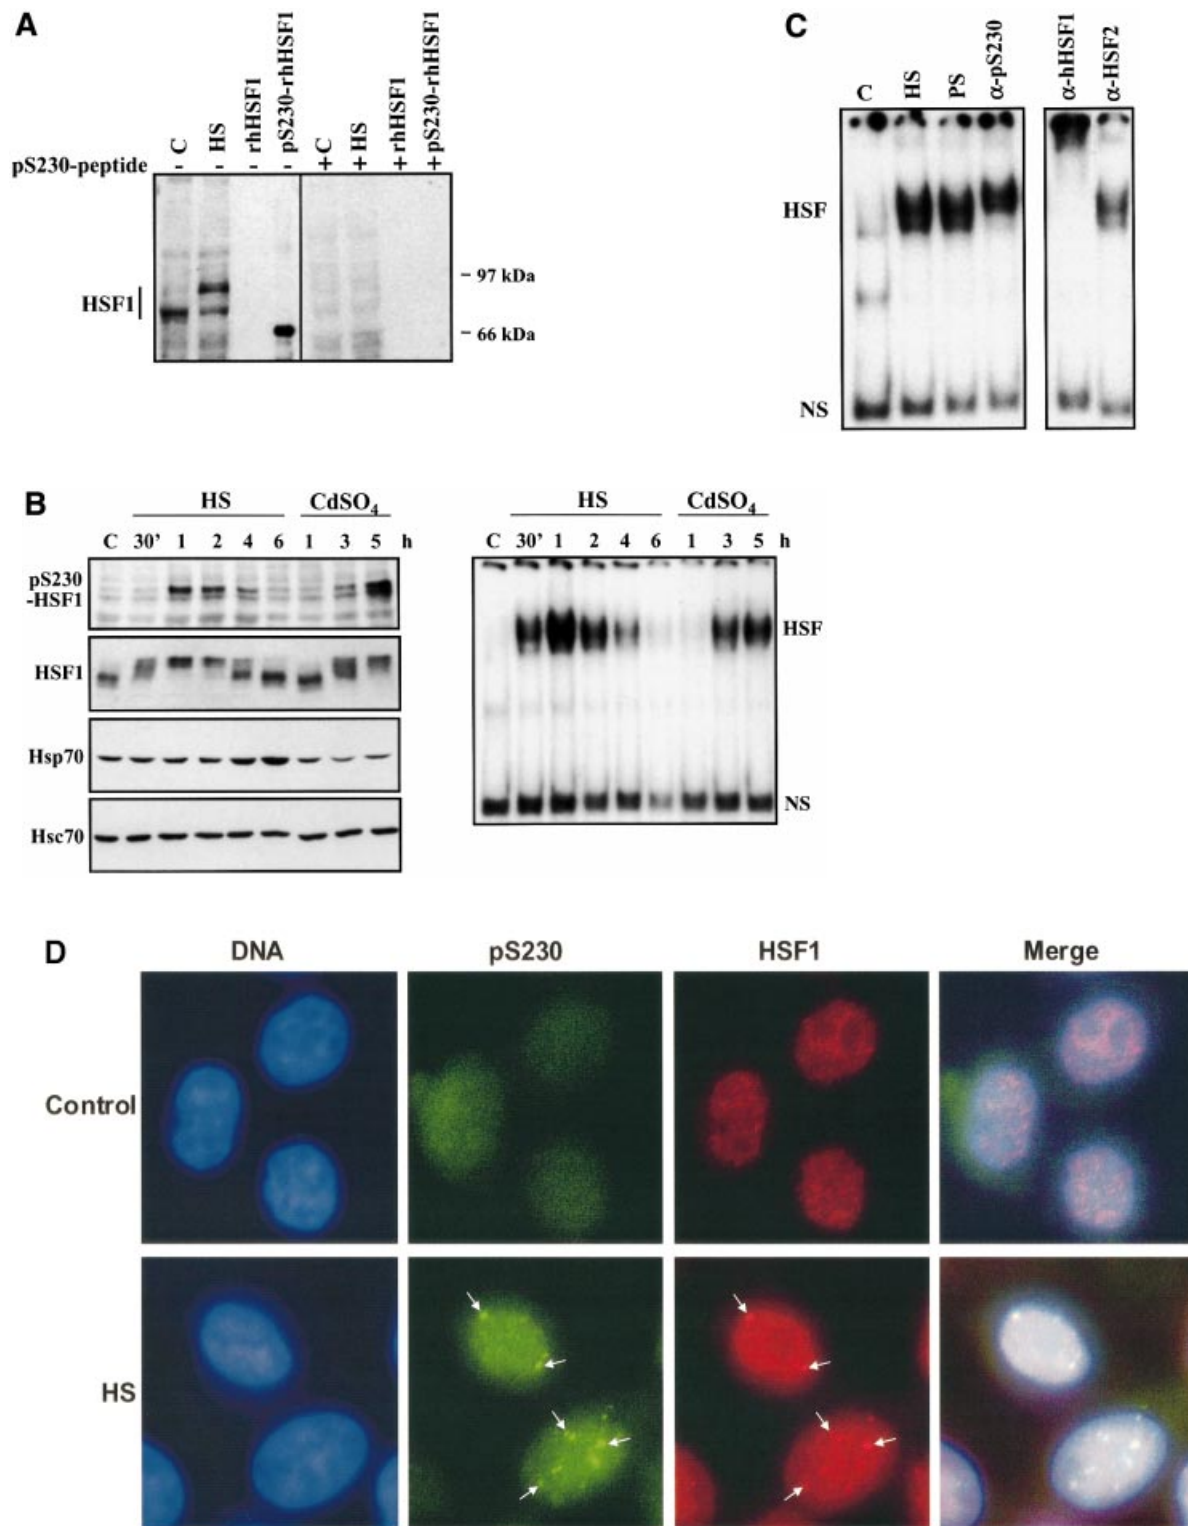 A
C
HS
rhHSF1
pS230-rhHSF1
C
HS
rhHSF1
pS230-rhHSF1
pS230-peptide - - - - + + + +
HSF1
- 97 kDa
- 66 kDa
C
C
HS
PS
α-pS230
α-hHSF1
α-HSF2
HSF
NS
B
HS CdSO4
C 30' 1 2 4 6 1 3 5 h
pS230
-HSF1
HSF1
Hsp70
Hsc70
HS CdSO4
C 30' 1 2 4 6 1 3 5 h
HSF
NS
D
DNA pS230 HSF1 Merge
Control
HS